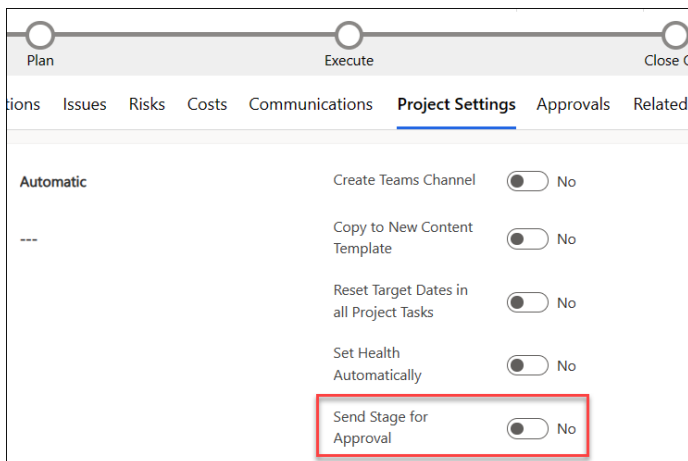 Plan Execute Close C
tions Issues Risks Costs Communications Project Settings Approvals Related
Automatic Create Teams Channel No
--- Copy to New Content
Template No
Reset Target Dates in
all Project Tasks No
Set Health
Automatically No
Send Stage for
Approval No